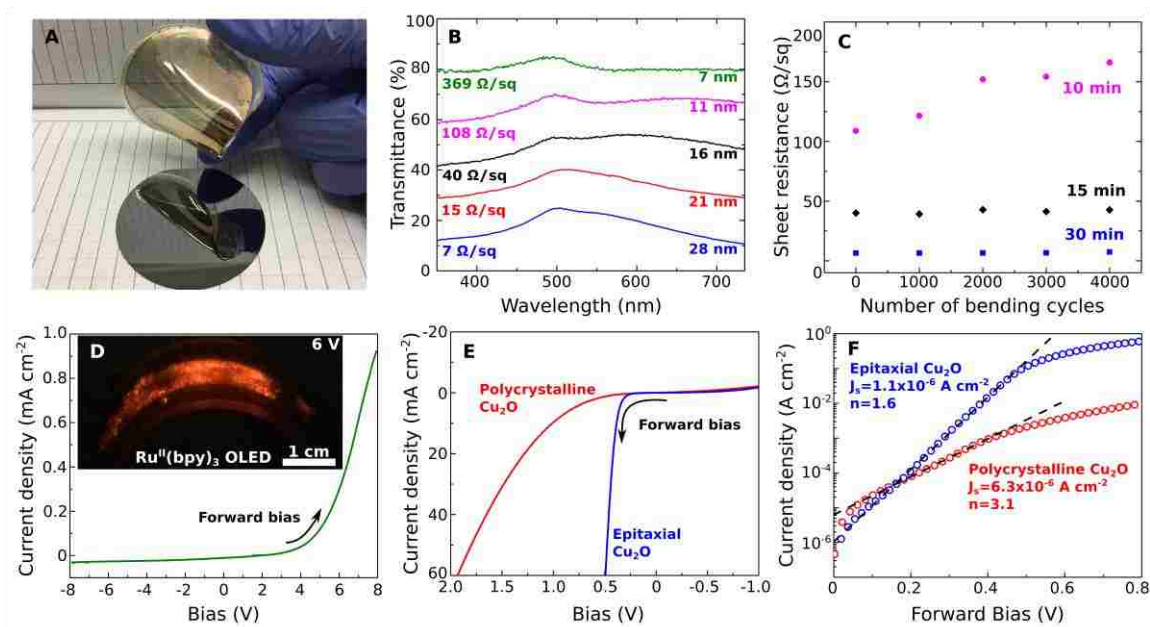 A
B
Transmittance (%)
100
80
60
40
20
0
369 Ω/sq
7 nm
108 Ω/sq
11 nm
40 Ω/sq
16 nm
15 Ω/sq
21 nm
7 Ω/sq
28 nm
400
500
600
700
Wavelength (nm)
C
Sheet resistance (Ω/sq)
200
150
100
50
0
10 min
15 min
30 min
0
1000
2000
3000
4000
Number of bending cycles
D
Current density (mA cm⁻²)
1.0
0.8
0.6
0.4
0.2
0
6 V
Ruᴵᴵ(bpy)₃ OLED
1 cm
Forward bias
-8
-6
-4
-2
0
2
4
6
8
Bias (V)
E
Current density (mA cm⁻²)
-20
0
20
40
60
Polycrystalline
Cu₂O
Forward bias
Epitaxial
Cu₂O
2.0
1.5
1.0
0.5
0
-0.5
-1.0
Bias (V)
F
Current density (A cm⁻²)
10⁰
10⁻²
10⁻⁴
10⁻⁶
Epitaxial Cu₂O
Jₛ=1.1x10⁻⁶ A cm⁻²
n=1.6
Polycrystalline Cu₂O
Jₛ=6.3x10⁻⁶ A cm⁻²
n=3.1
0
0.2
0.4
0.6
0.8
Forward Bias (V)